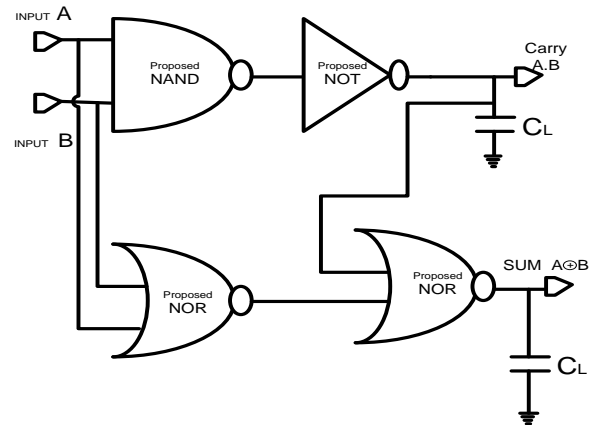 INPUT A
Proposed
NAND
Proposed
NOT
Carry
A.B
CL
INPUT B
Proposed
NOR
Proposed
NOR
SUM A⊕B
CL